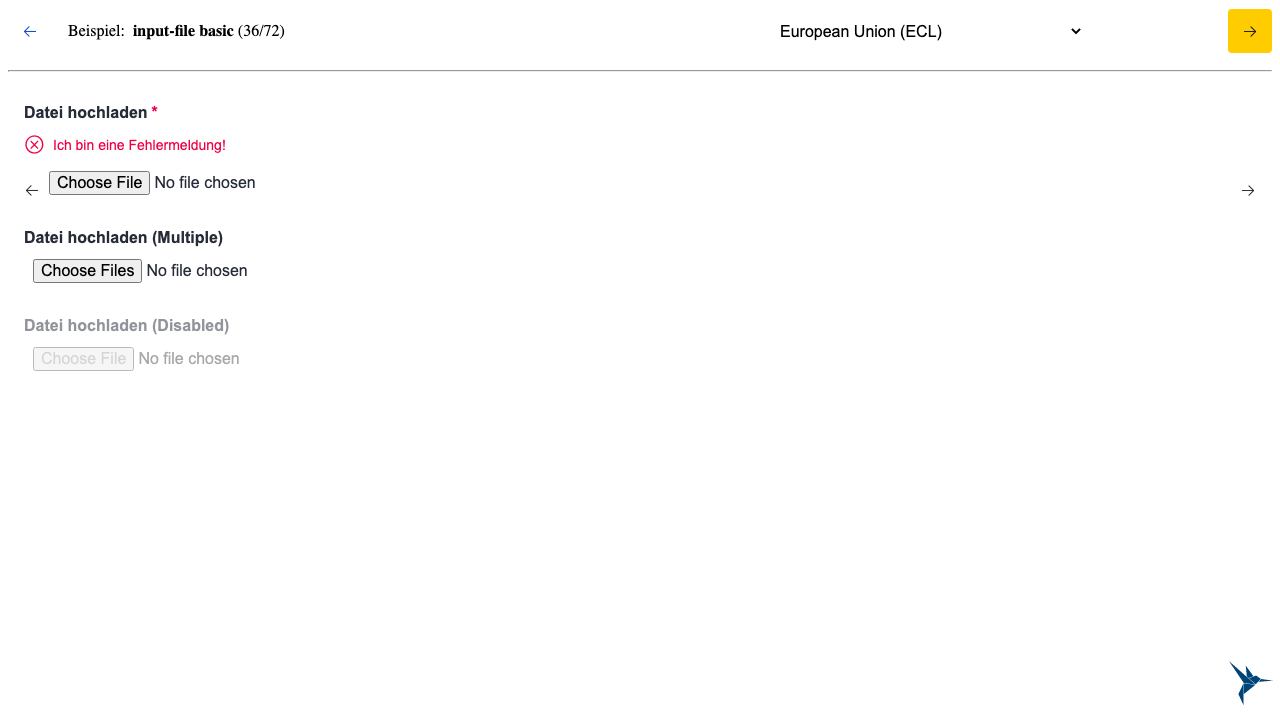 Beispiel: input-file basic (36/72) European Union (ECL)
Datei hochladen *
Ich bin eine Fehlermeldung!
Choose File No file chosen
Datei hochladen (Multiple)
Choose Files No file chosen
Datei hochladen (Disabled)
Choose File No file chosen